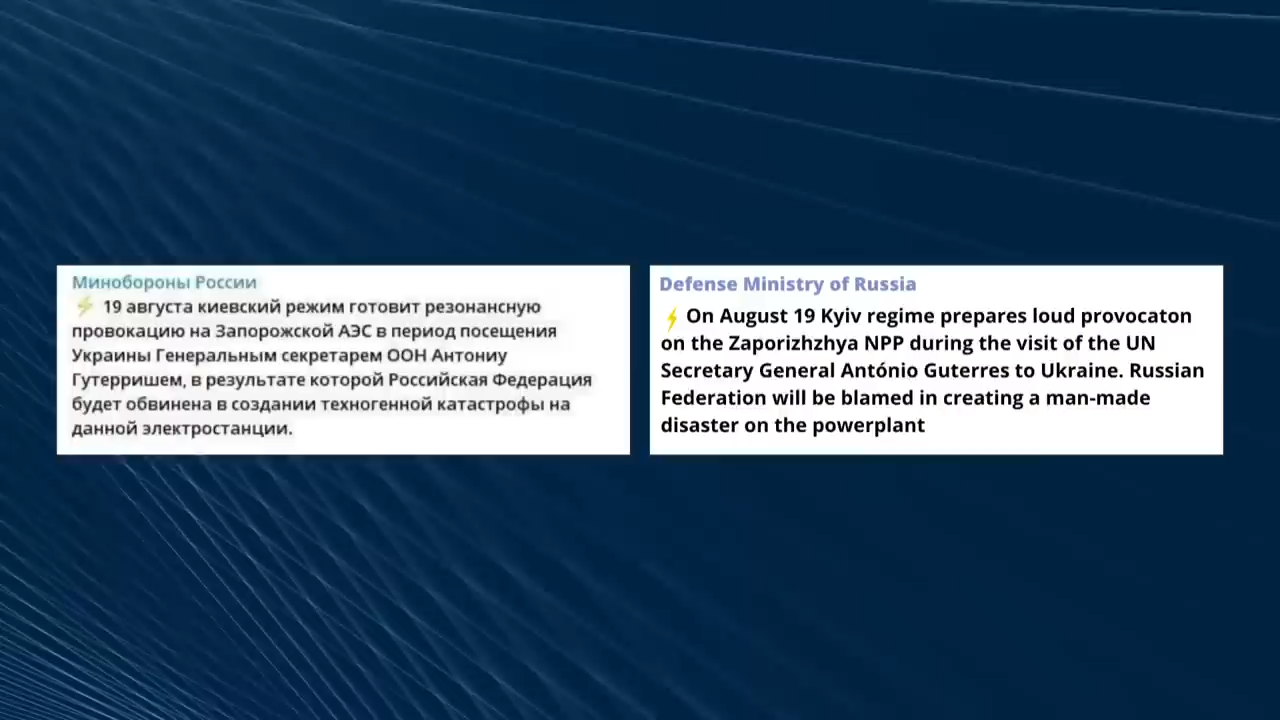 Минобороны России
⚡ 19 августа киевский режим готовит резонансную
провокацию на Запорожской АЭС в период посещения
Украины Генеральным секретарем ООН Антониу
Гутерришем, в результате которой Российская Федерация
будет обвинена в создании техногенной катастрофы на
данной электростанции.
Defense Ministry of Russia
⚡ On August 19 Kyiv regime prepares loud provocaton
on the Zaporizhzhya NPP during the visit of the UN
Secretary General António Guterres to Ukraine. Russian
Federation will be blamed in creating a man-made
disaster on the powerplant